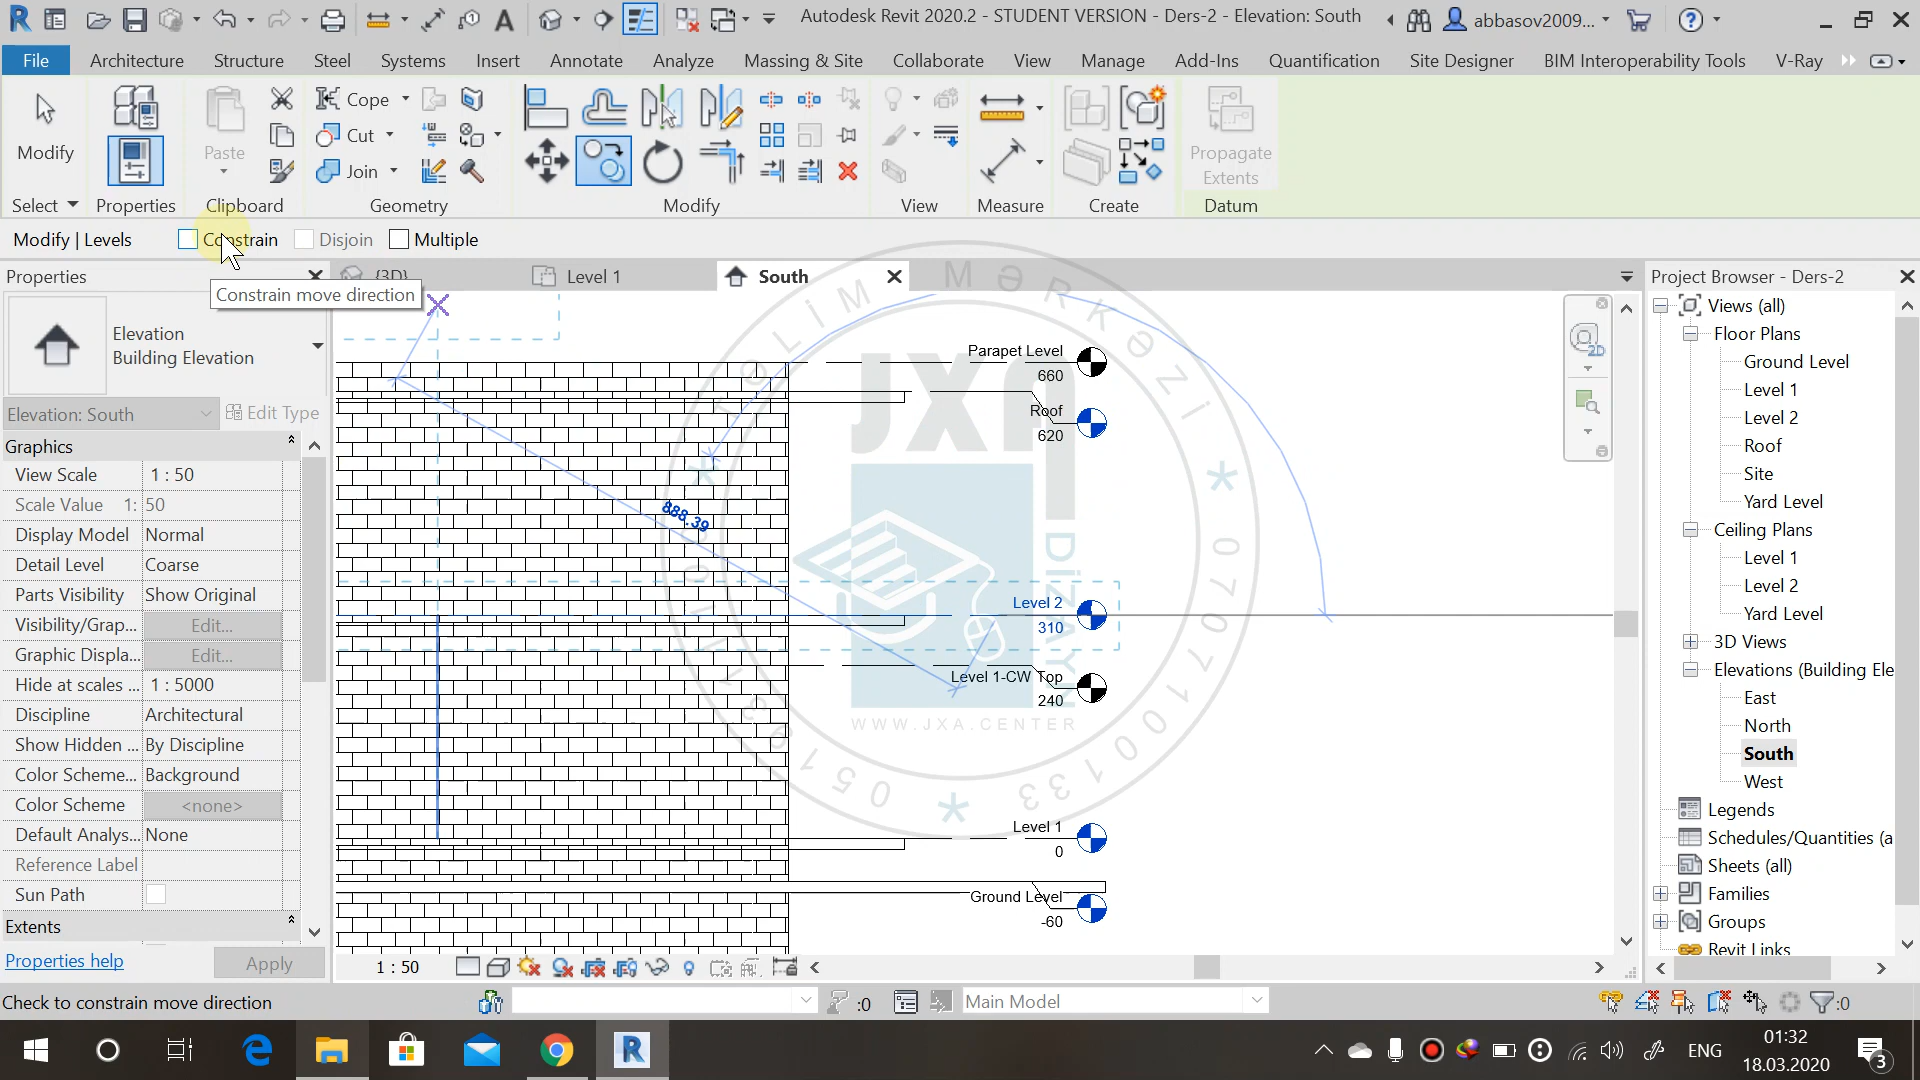 Autodesk Revit 2020.2 - STUDENT VERSION - Ders-2 - Elevation: South
abbasov2009...
File Architecture Structure Steel Systems Insert Annotate Analyze Massing & Site Collaborate View Manage Add-Ins Quantification Site Designer BIM Interoperability Tools V-Ray
Modify
Paste
Cope
Cut
Join
Propagate
Extents
Select Properties Clipboard Geometry Modify View Measure Create Datum
Modify | Levels Constrain Disjoin Multiple
Constrain move direction
Properties
{3D} Level 1 South
Elevation
Building Elevation
Elevation: South Edit Type
Graphics
View Scale 1 : 50
Scale Value 1: 50
Display Model Normal
Detail Level Coarse
Parts Visibility Show Original
Visibility/Grap... Edit...
Graphic Displa... Edit...
Hide at scales ... 1 : 5000
Discipline Architectural
Show Hidden ... By Discipline
Color Scheme... Background
Color Scheme <none>
Default Analys... None
Reference Label
Sun Path
Extents
Properties help Apply
Parapet Level
660
Roof
620
888.39
Level 2
310
Level 1-CW Top
240
Level 1
0
Ground Level
-60
TƏLİM MƏRKƏZİ
JXA
DİZAYN
WWW.JXA.CENTER
2D
Project Browser - Ders-2
Views (all)
Floor Plans
Ground Level
Level 1
Level 2
Roof
Site
Yard Level
Ceiling Plans
Level 1
Level 2
Yard Level
3D Views
Elevations (Building Ele
East
North
South
West
Legends
Schedules/Quantities (a
Sheets (all)
Families
Groups
Revit Links
1 : 50
Check to constrain move direction
:0
Main Model
:0
ENG
01:32
18.03.2020
3